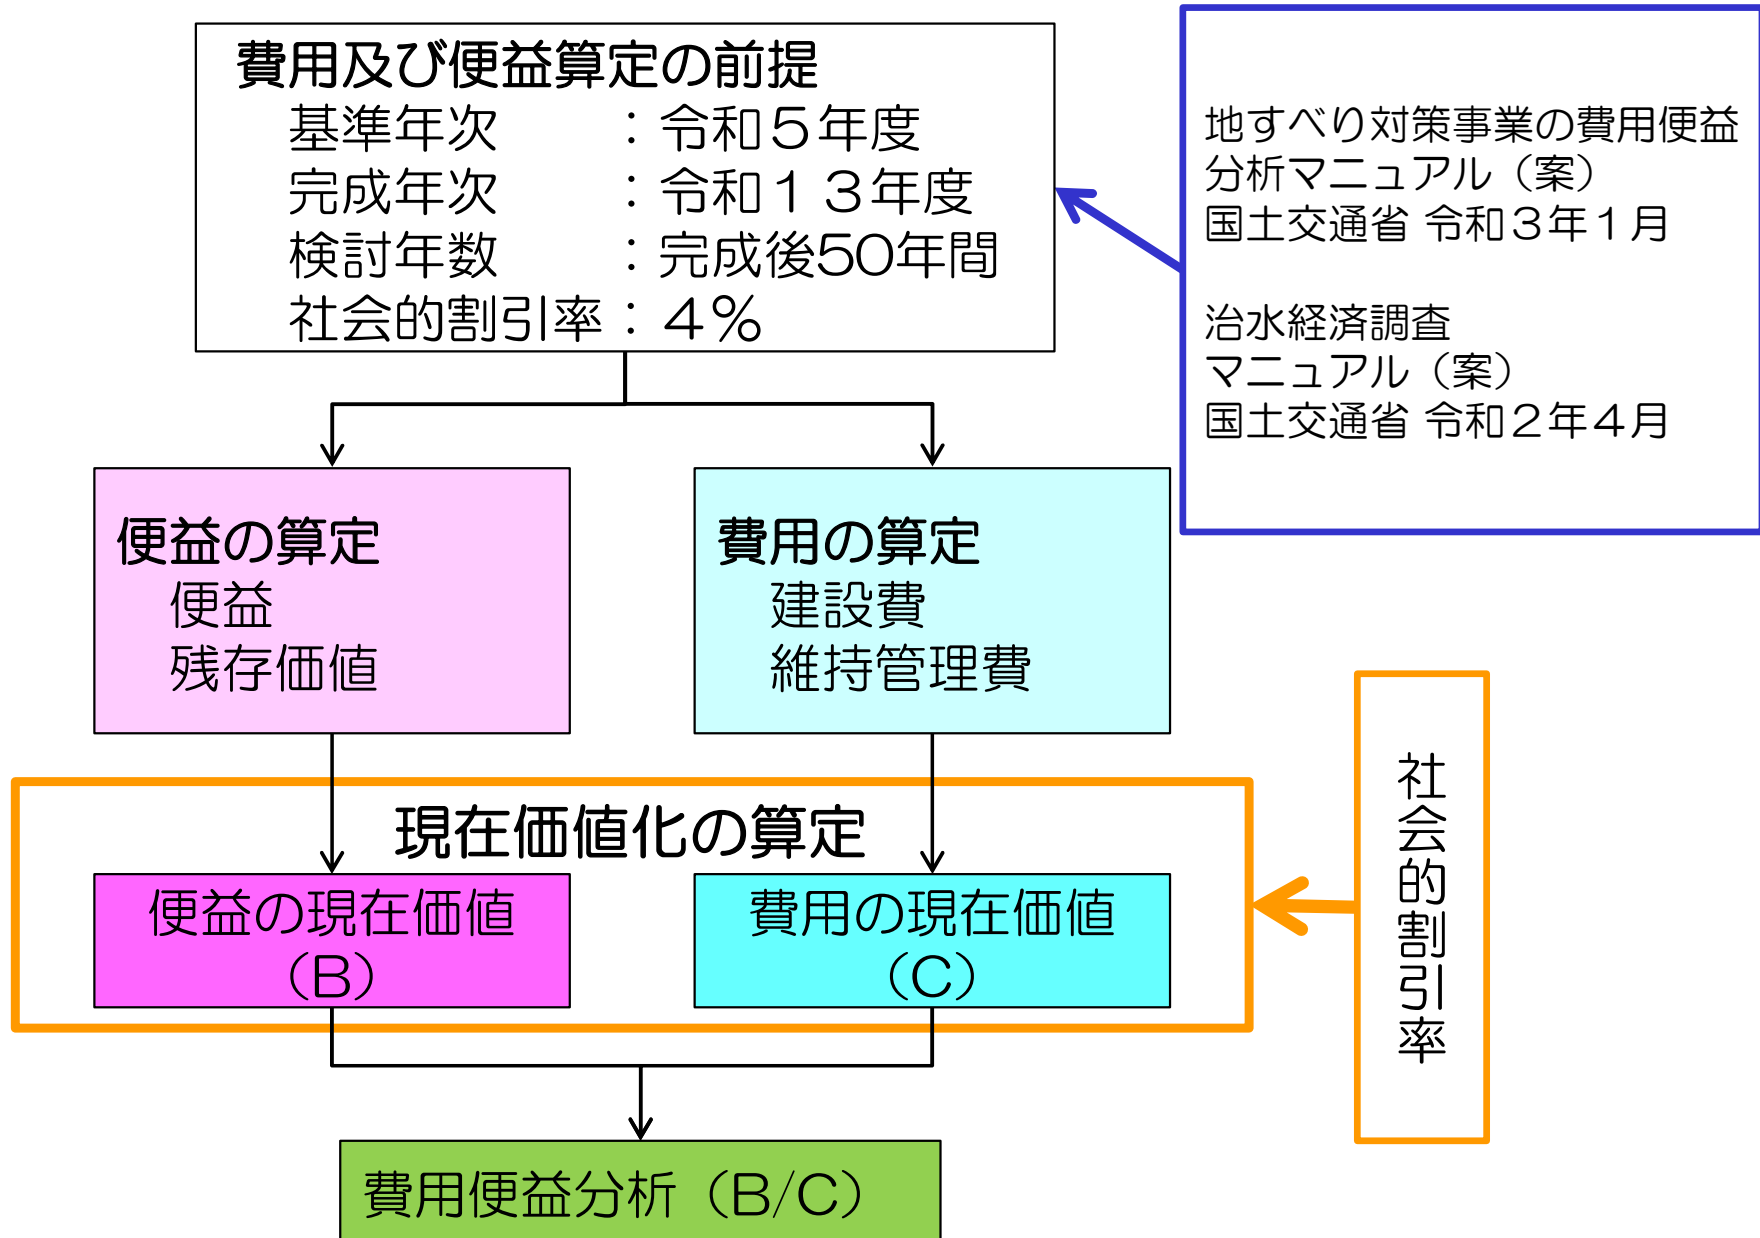 費用及び便益算定の前提
基準年次　　：令和５年度
完成年次　　：令和１３年度
検討年数　　：完成後50年間
社会的割引率：４％
地すべり対策事業の費用便益
分析マニュアル（案）
国土交通省 令和３年１月
治水経済調査
マニュアル（案）
国土交通省 令和２年４月
便益の算定
便益
残存価値
費用の算定
建設費
維持管理費
現在価値化の算定
便益の現在価値
（B）
費用の現在価値
（C）
社会的割引率
費用便益分析（B/C）